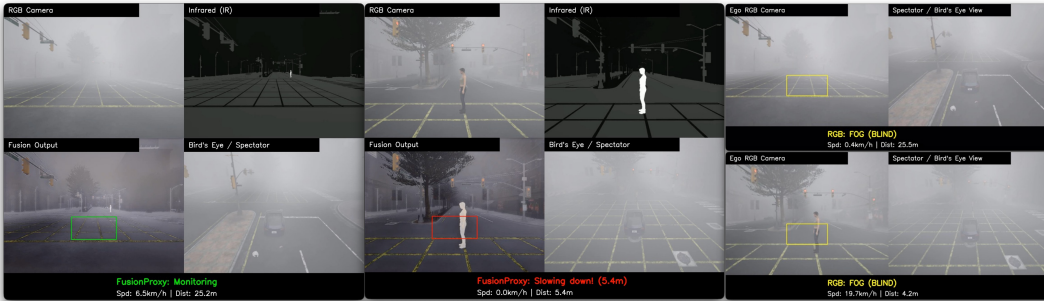 RGB Camera
Infrared (IR)
Fusion Output
Bird's Eye / Spectator
FusionProxy: Monitoring
Spd: 6.5km/h | Dist: 25.2m
RGB Camera
Infrared (IR)
Fusion Output
Bird's Eye / Spectator
FusionProxy: Slowing down! (5.4m)
Spd: 0.0km/h | Dist: 5.4m
Ego RGB Camera
Spectator / Bird's Eye View
RGB: FOG (BLIND)
Spd: 0.4km/h | Dist: 25.5m
Ego RGB Camera
Spectator / Bird's Eye View
RGB: FOG (BLIND)
Spd: 19.7km/h | Dist: 4.2m